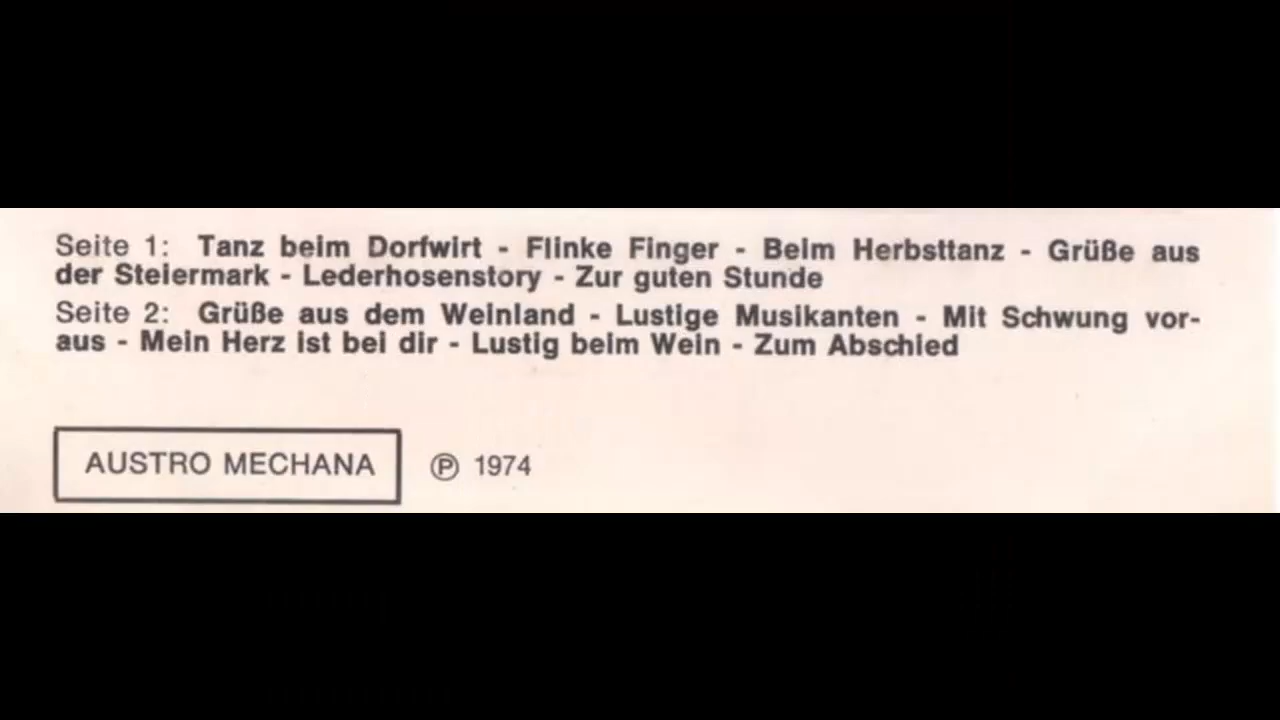 Seite 1: Tanz beim Dorfwirt - Flinke Finger - Beim Herbsttanz - Grüße aus
der Steiermark - Lederhosenstory - Zur guten Stunde
Seite 2: Grüße aus dem Weinland - Lustige Musikanten - Mit Schwung vor-
aus - Mein Herz ist bei dir - Lustig beim Wein - Zum Abschied
AUSTRO MECHANA ℗ 1974